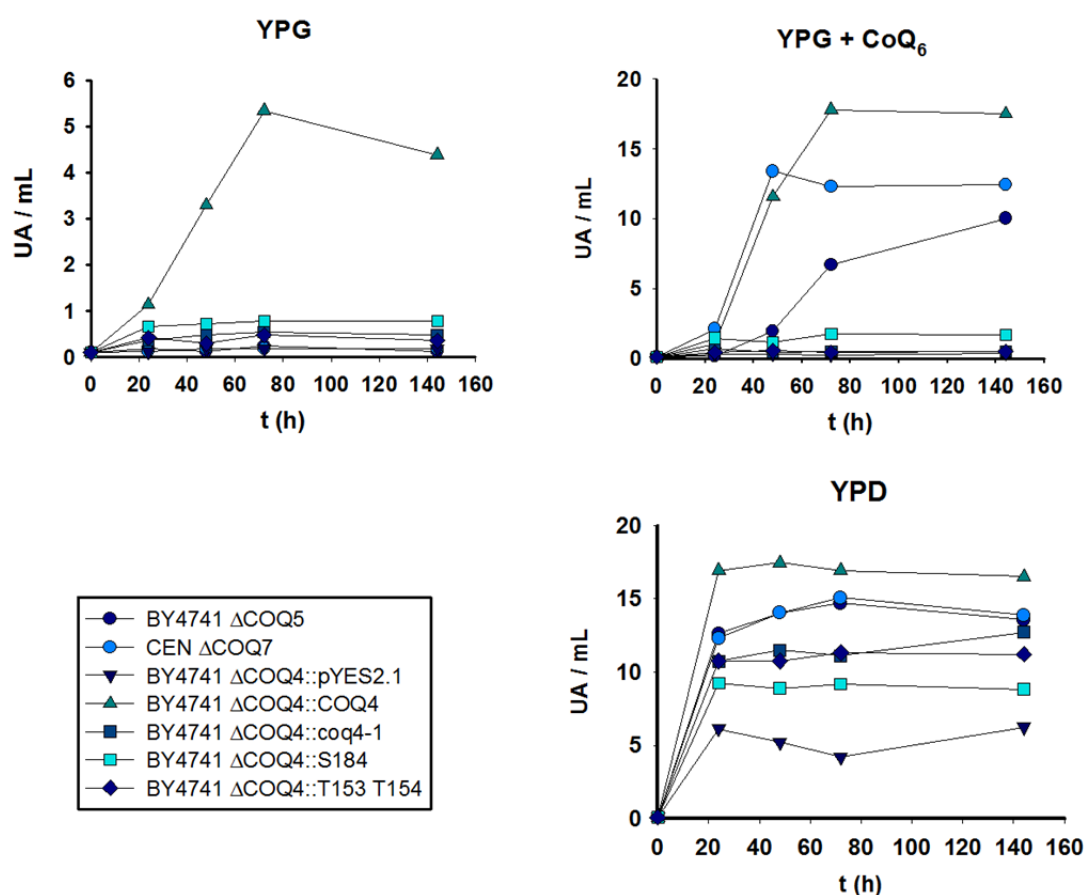 YPG
UA / mL
6
5
4
3
2
1
0
0 20 40 60 80 100 120 140 160
t (h)
YPG + CoQ₆
UA / mL
20
15
10
5
0
0 20 40 60 80 100 120 140 160
t (h)
YPD
UA / mL
20
15
10
5
0
0 20 40 60 80 100 120 140 160
t (h)
BY4741 ΔCOQ5
CEN ΔCOQ7
BY4741 ΔCOQ4::pYES2.1
BY4741 ΔCOQ4::COQ4
BY4741 ΔCOQ4::coq4-1
BY4741 ΔCOQ4::S184
BY4741 ΔCOQ4::T153 T154